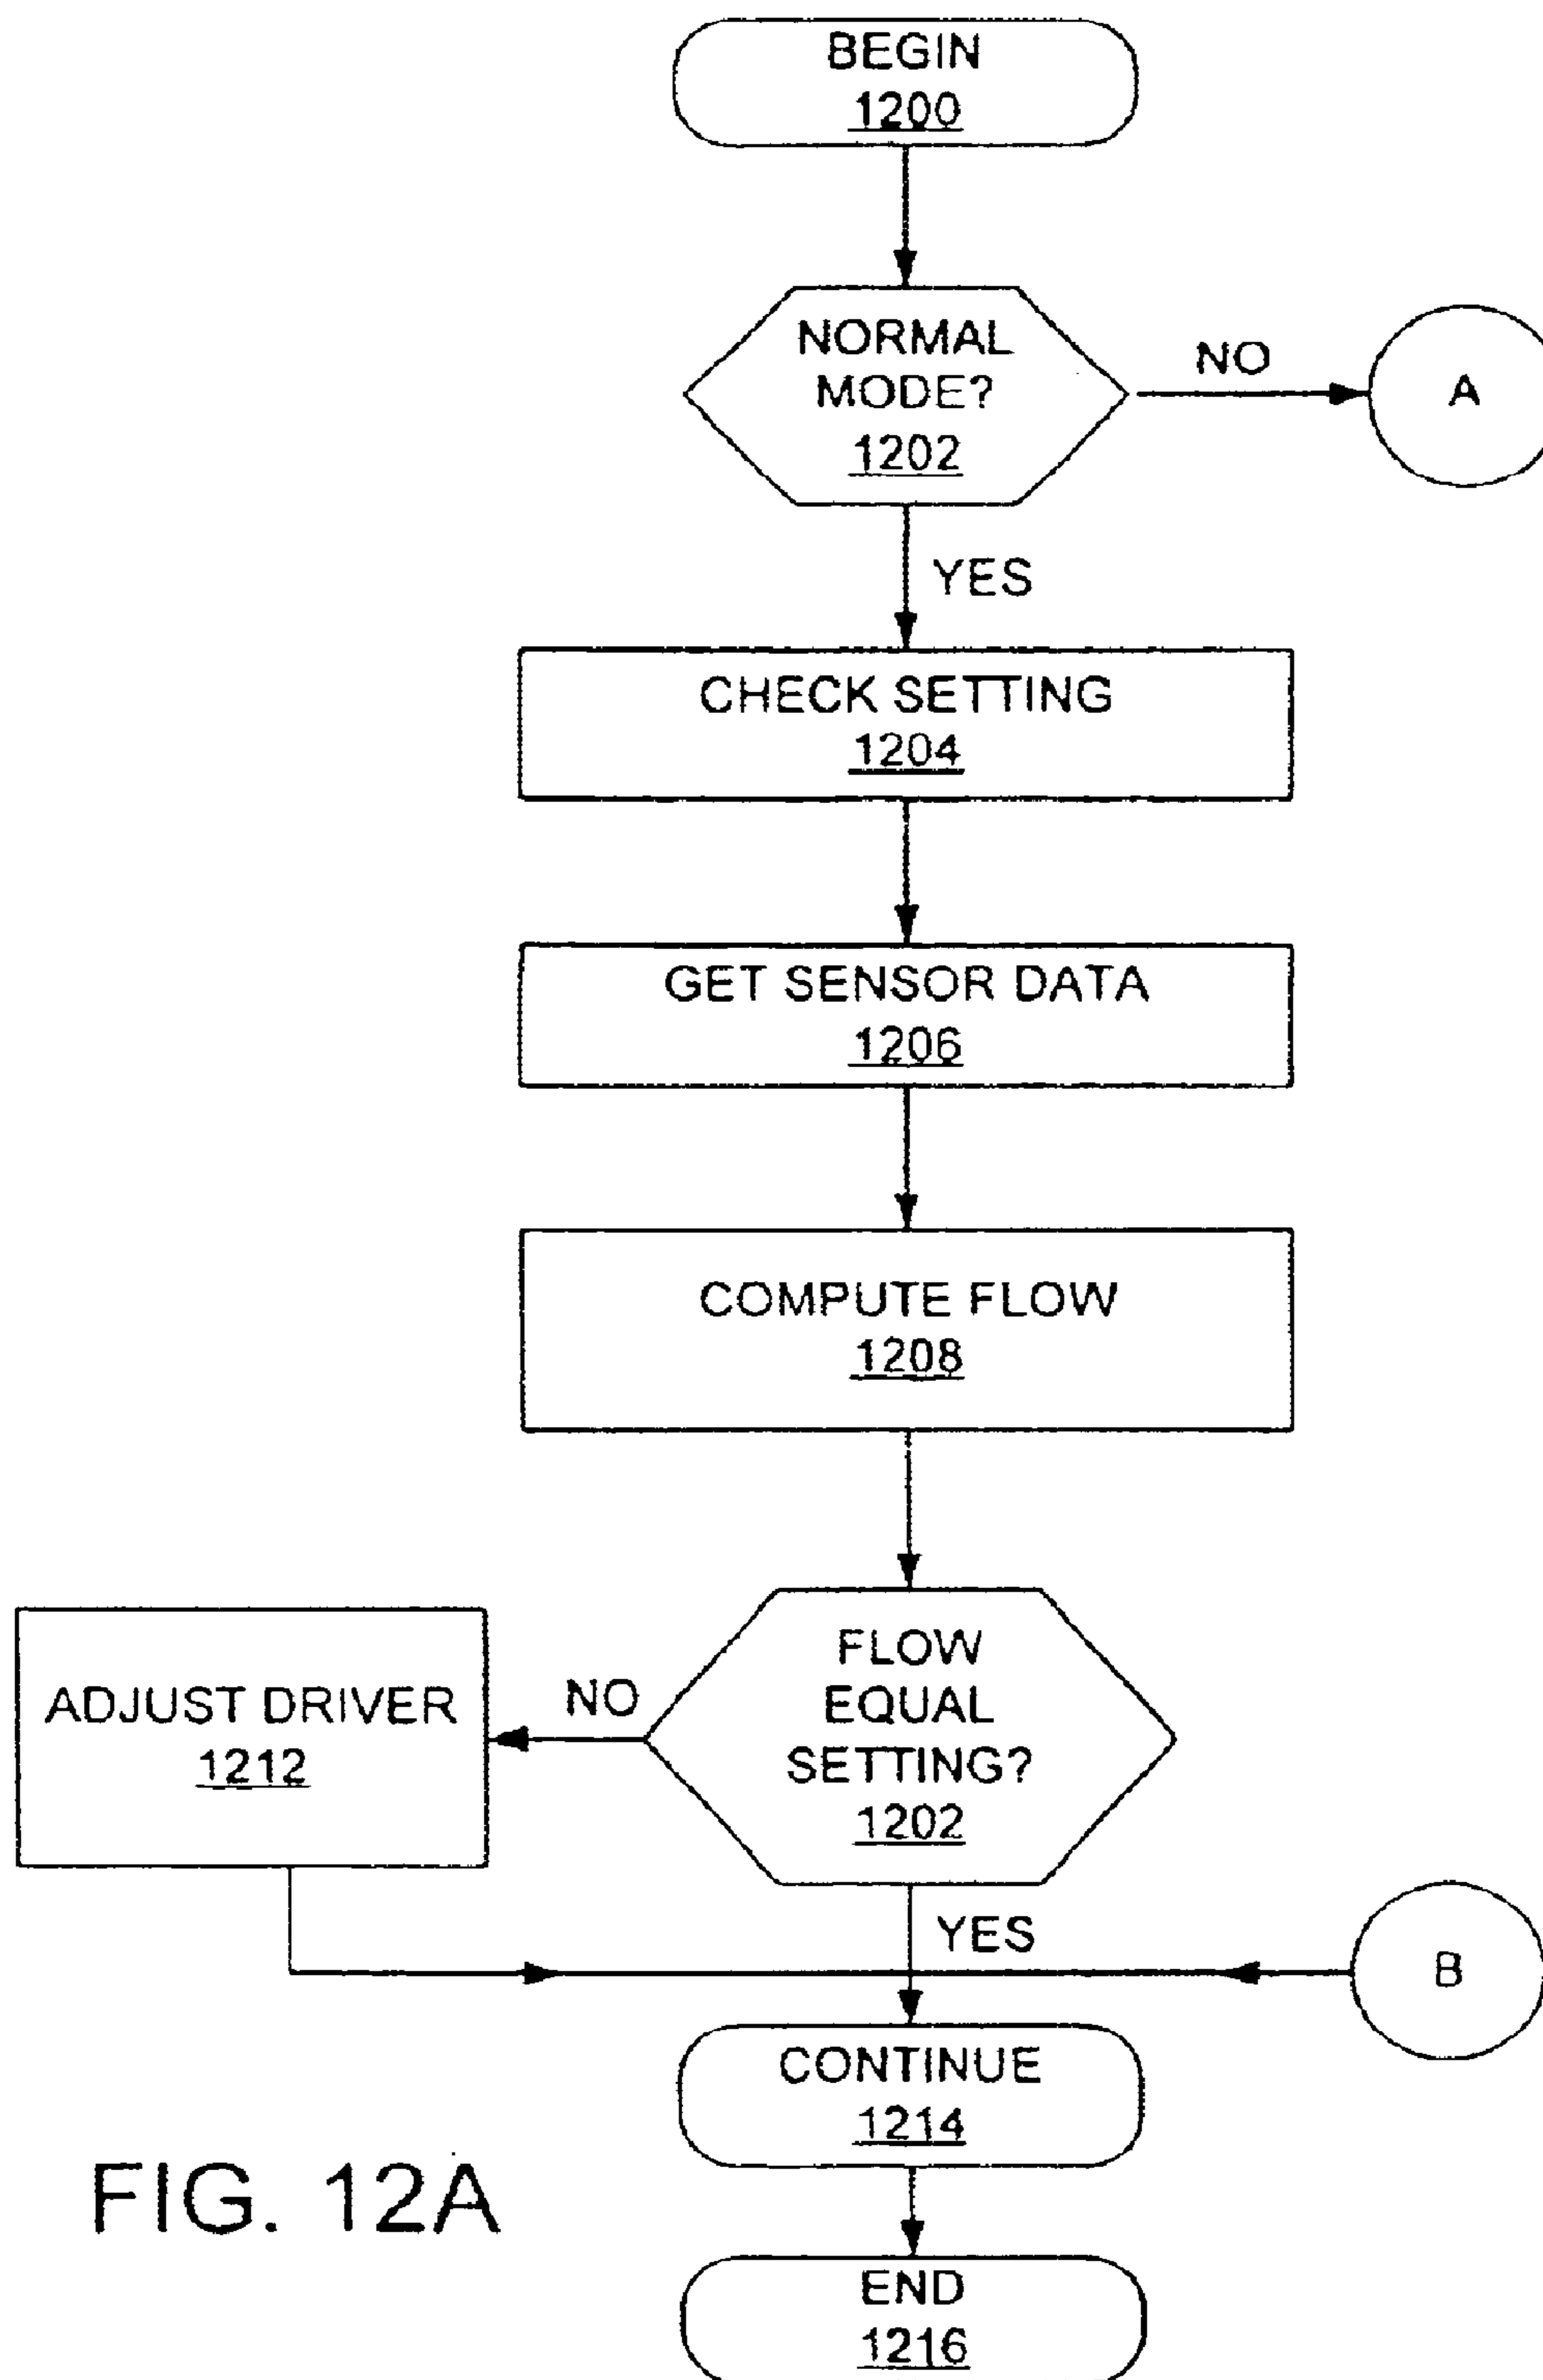 BEGIN
1200
NORMAL
MODE?
1202
NO
A
YES
CHECK SETTING
1204
GET SENSOR DATA
1206
COMPUTE FLOW
1208
FLOW
EQUAL
SETTING?
1202
NO
ADJUST DRIVER
1212
YES
B
CONTINUE
1214
FIG. 12A
END
1216